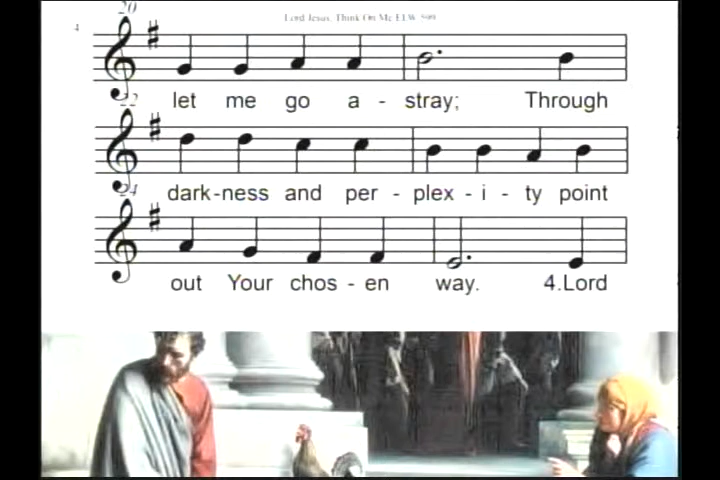 20
Lord Jesus, Think On Me ELW 599
4
let me go a - stray; Through
22
dark-ness and per - plex - i - ty point
24
out Your chos - en way. 4.Lord